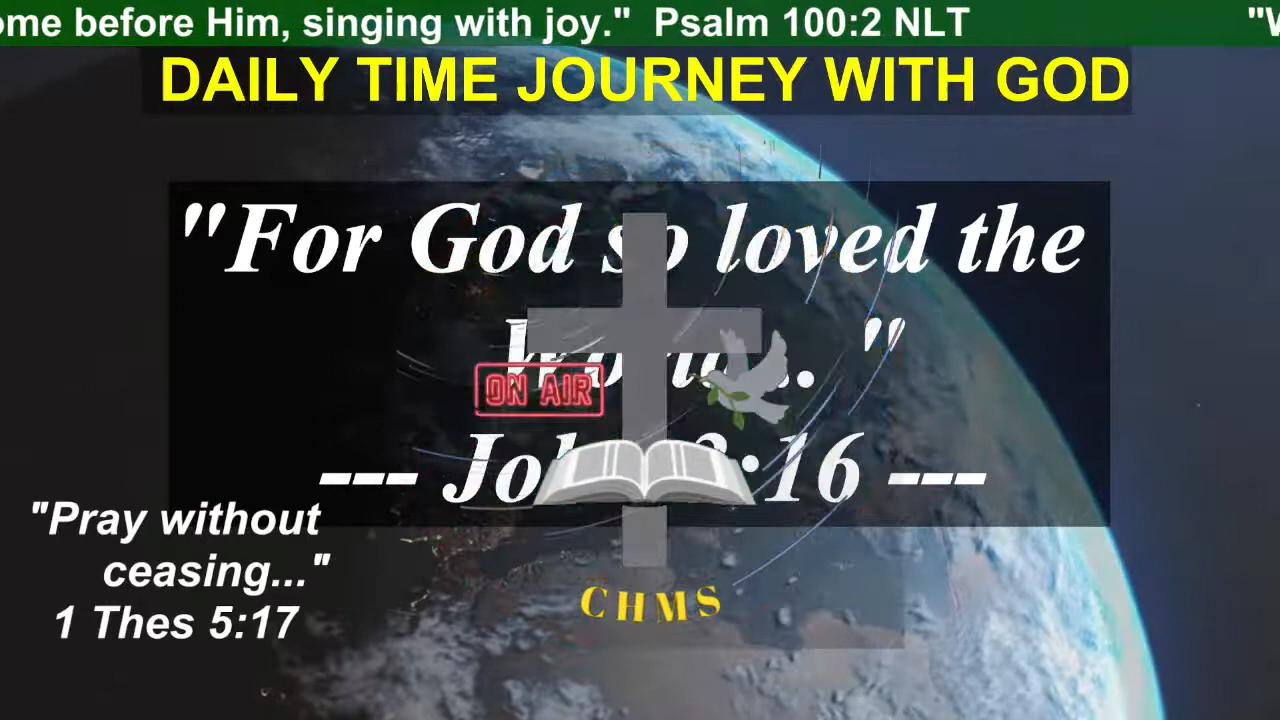 ome before Him, singing with joy." Psalm 100:2 NLT "W
DAILY TIME JOURNEY WITH GOD
"For God so loved the
"
ON AIR
--- :16 ---
"Pray without
ceasing..."
1 Thes 5:17
CHMS